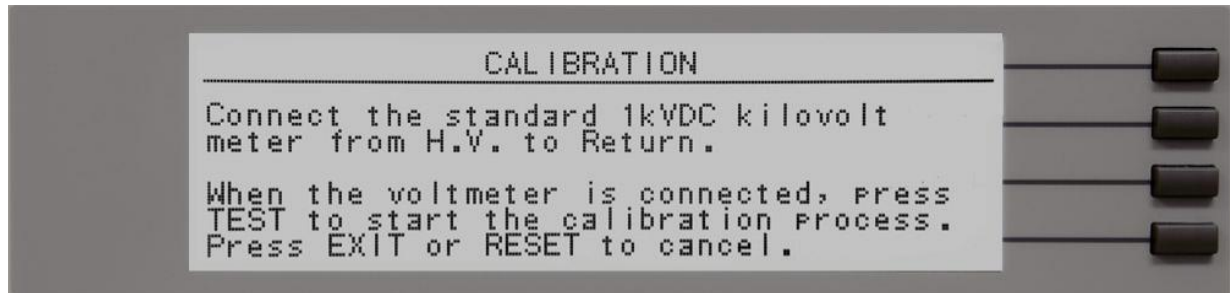 CALIBRATION
Connect the standard 1kVDC kilovolt
meter from H.V. to Return.
When the voltmeter is connected, press
TEST to start the calibration process.
Press EXIT or RESET to cancel.